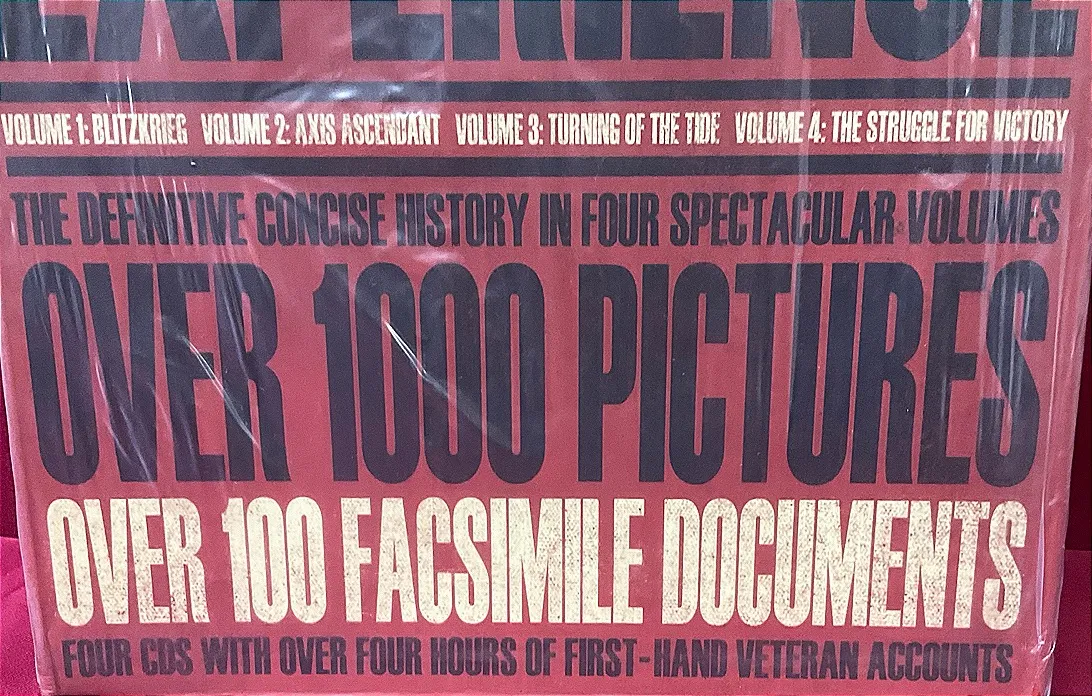 EXPERIENCE
VOLUME 1: BLITZKRIEG VOLUME 2: AXIS ASCENDANT VOLUME 3: TURNING OF THE TIDE VOLUME 4: THE STRUGGLE FOR VICTORY
THE DEFINITIVE CONCISE HISTORY IN FOUR SPECTACULAR VOLUMES
OVER 1000 PICTURES
OVER 100 FACSIMILE DOCUMENTS
FOUR CDS WITH OVER FOUR HOURS OF FIRST-HAND VETERAN ACCOUNTS